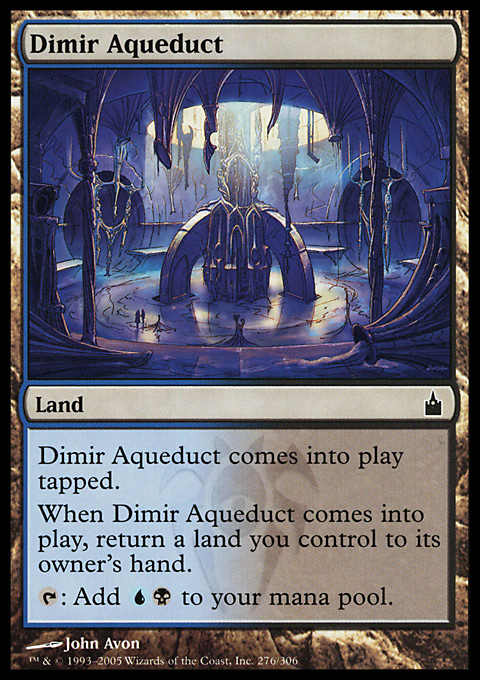 Dimir Aqueduct
Land
Dimir Aqueduct comes into play
tapped.
When Dimir Aqueduct comes into
play, return a land you control to its
owner's hand.
: Add to your mana pool.
John Avon
™ & © 1993–2005 Wizards of the Coast, Inc. 276/306